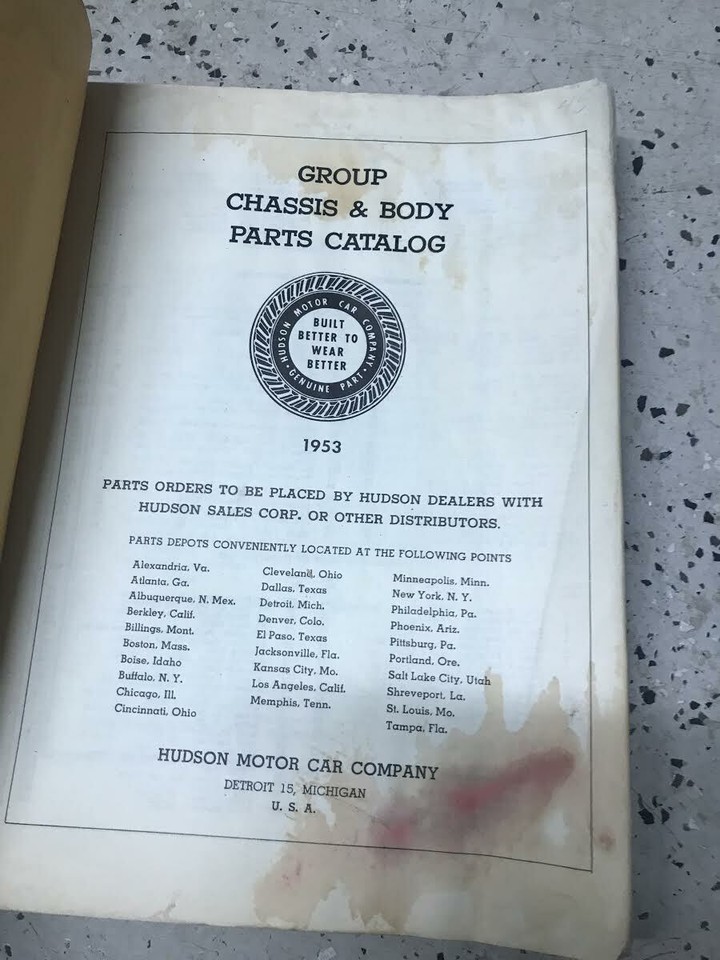 GROUP
CHASSIS & BODY
PARTS CATALOG
HUDSON MOTOR CAR COMPANY
BUILT
BETTER TO
WEAR
BETTER
GENUINE PART
1953
PARTS ORDERS TO BE PLACED BY HUDSON DEALERS WITH
HUDSON SALES CORP. OR OTHER DISTRIBUTORS.
PARTS DEPOTS CONVENIENTLY LOCATED AT THE FOLLOWING POINTS
Alexandria, Va.
Atlanta, Ga.
Albuquerque, N. Mex.
Berkley, Calif.
Billings, Mont.
Boston, Mass.
Boise, Idaho
Buffalo, N. Y.
Chicago, Ill.
Cincinnati, Ohio
Cleveland, Ohio
Dallas, Texas
Detroit, Mich.
Denver, Colo.
El Paso, Texas
Jacksonville, Fla.
Kansas City, Mo.
Los Angeles, Calif.
Memphis, Tenn.
Minneapolis, Minn.
New York, N. Y.
Philadelphia, Pa.
Phoenix, Ariz.
Pittsburg, Pa.
Portland, Ore.
Salt Lake City, Utah
Shreveport, La.
St. Louis, Mo.
Tampa, Fla.
HUDSON MOTOR CAR COMPANY
DETROIT 15, MICHIGAN
U. S. A.